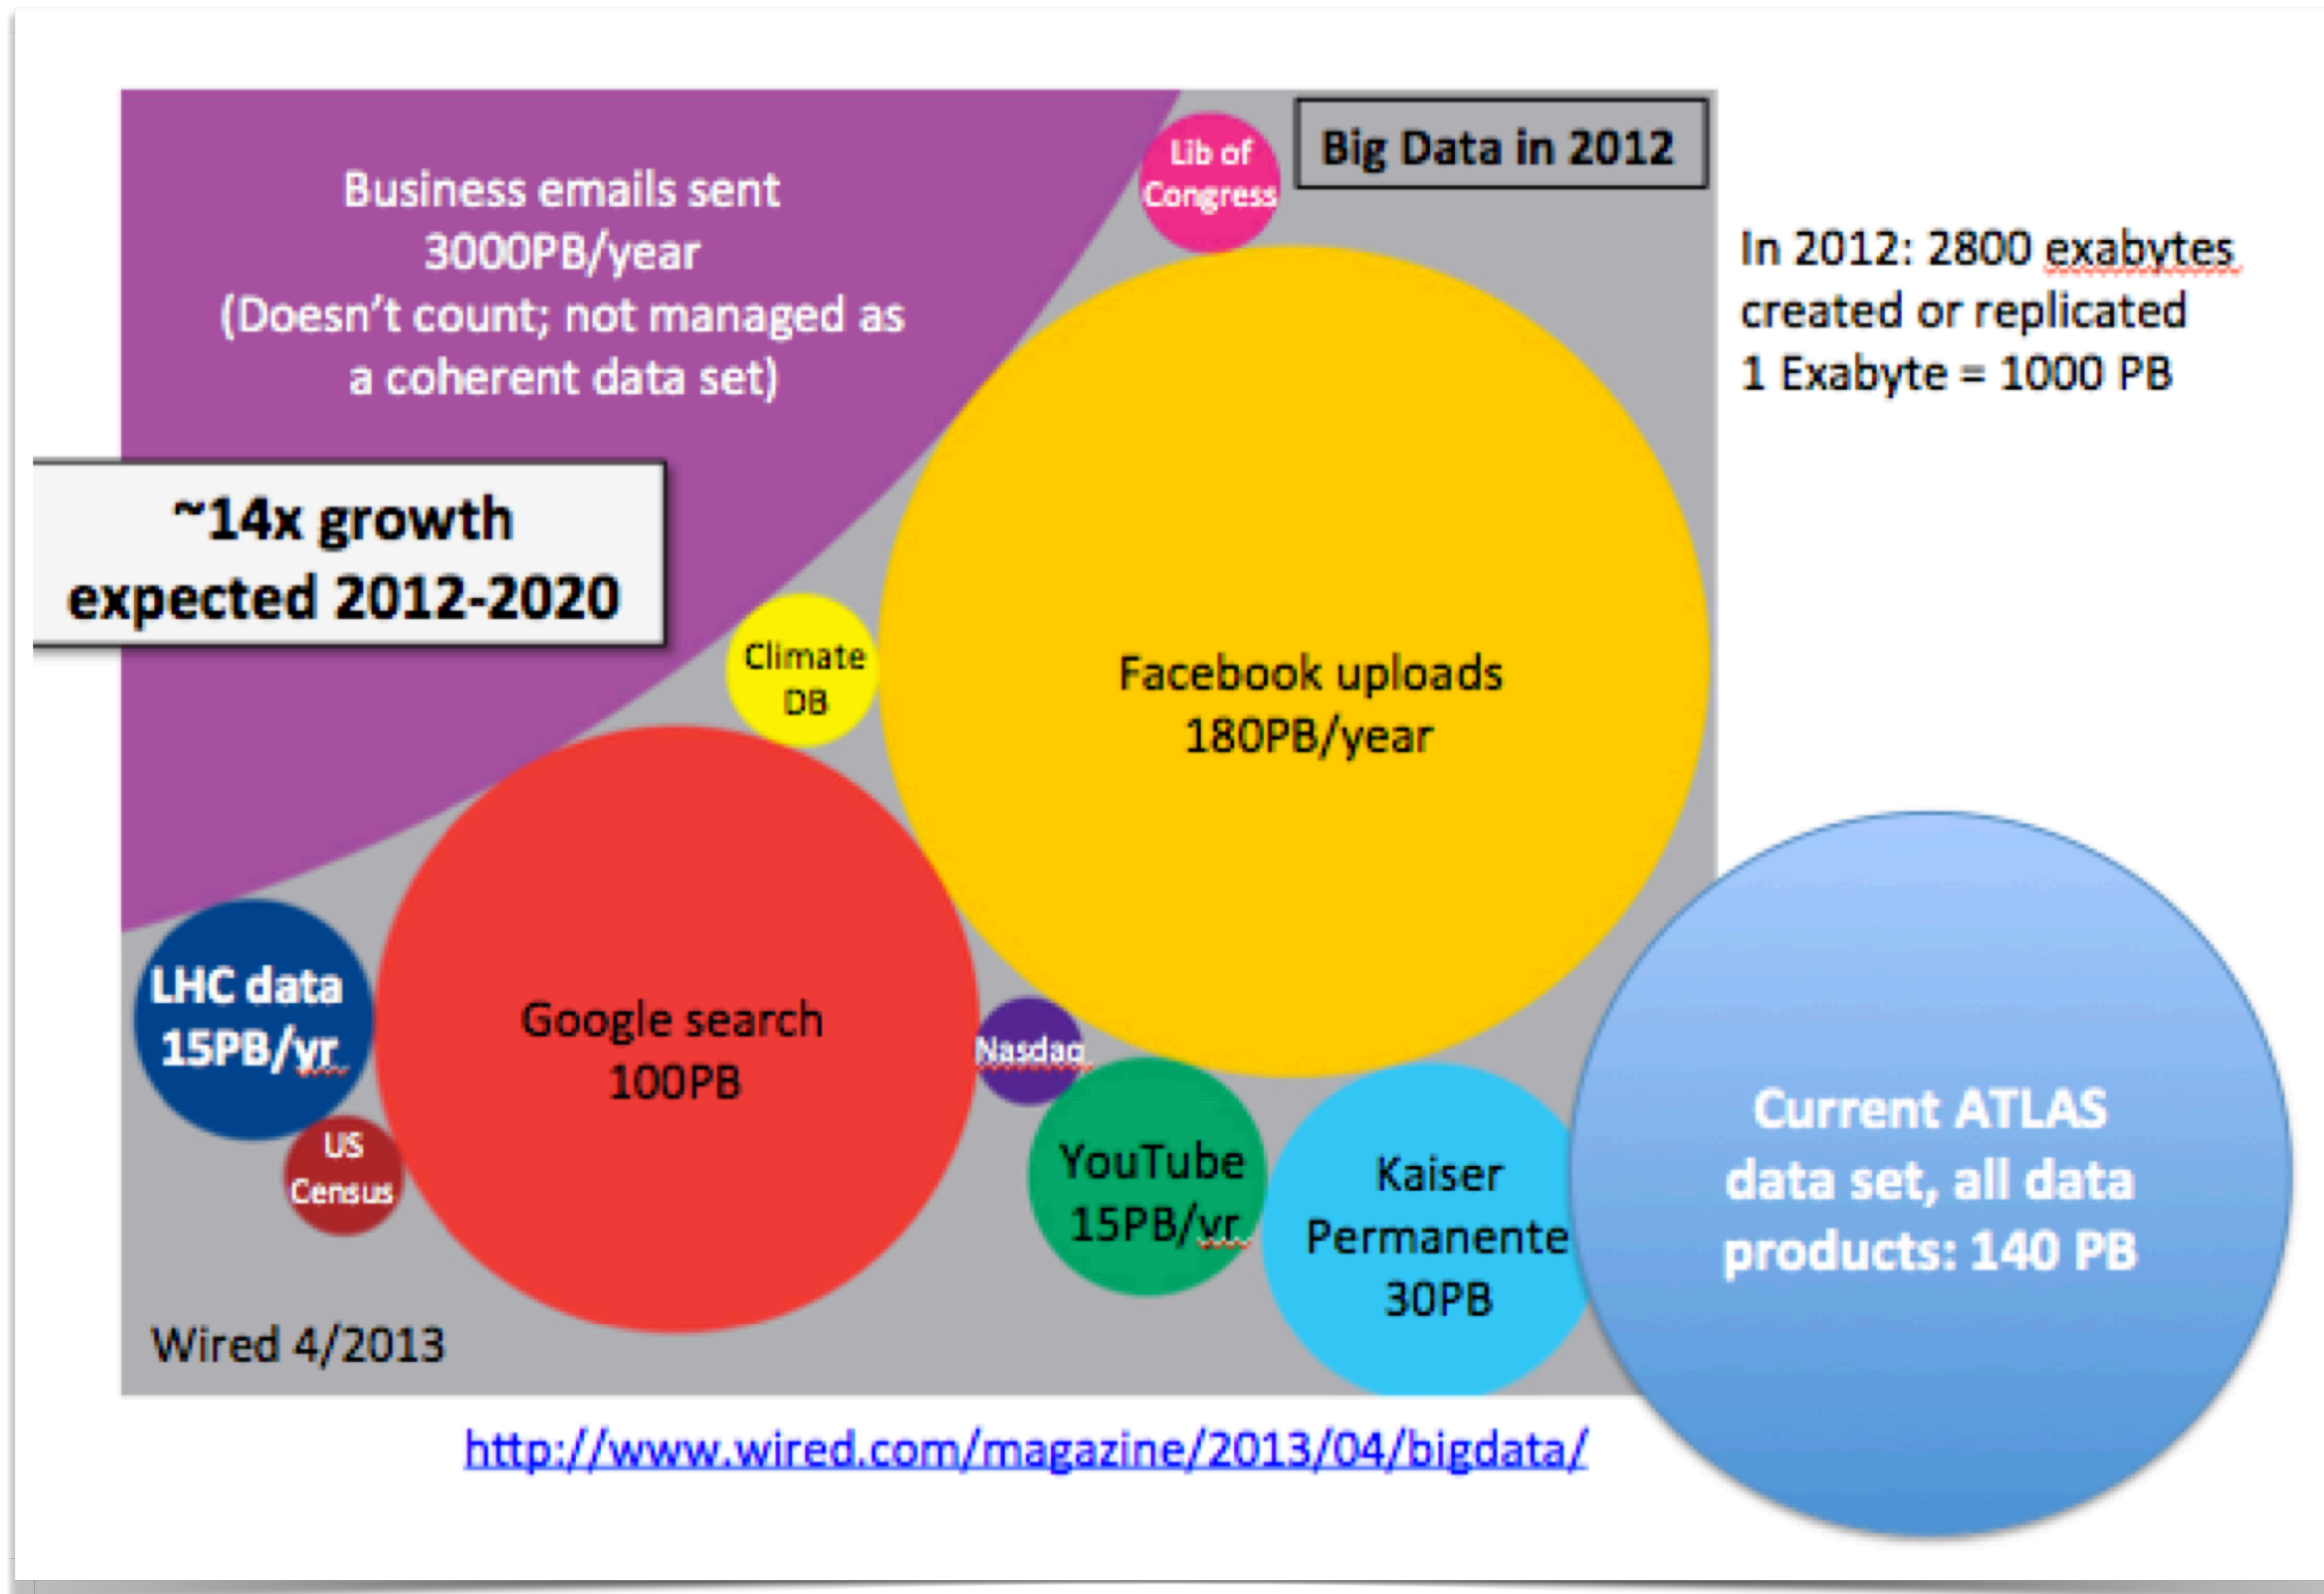 Business emails sent
3000PB/year
(Doesn't count; not managed as
a coherent data set)
Lib of
Congress
Big Data in 2012
In 2012: 2800 exabytes
created or replicated
1 Exabyte = 1000 PB
~14x growth
expected 2012-2020
Climate
DB
Facebook uploads
180PB/year
LHC data
15PB/yr
Google search
100PB
Nasdaq
US
Census
YouTube
15PB/yr
Kaiser
Permanente
30PB
Current ATLAS
data set, all data
products: 140 PB
Wired 4/2013
http://www.wired.com/magazine/2013/04/bigdata/